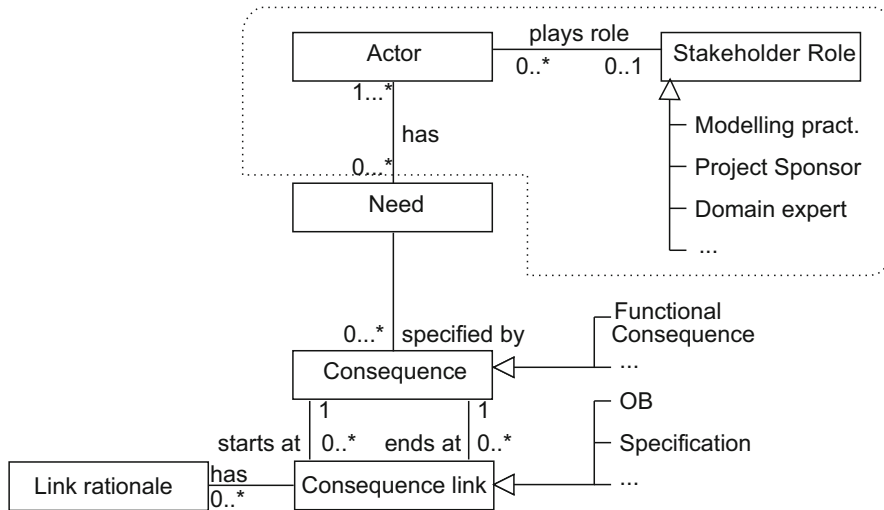 Actor
plays role
0..*
0..1
Stakeholder Role
1...*
has
0...*
Modelling pract.
Project Sponsor
Domain expert
...
Need
0...*
specified by
Functional
Consequence
...
Consequence
1
1
starts at
0..*
ends at
0..*
OB
Specification
...
Link rationale
has
0..*
Consequence link